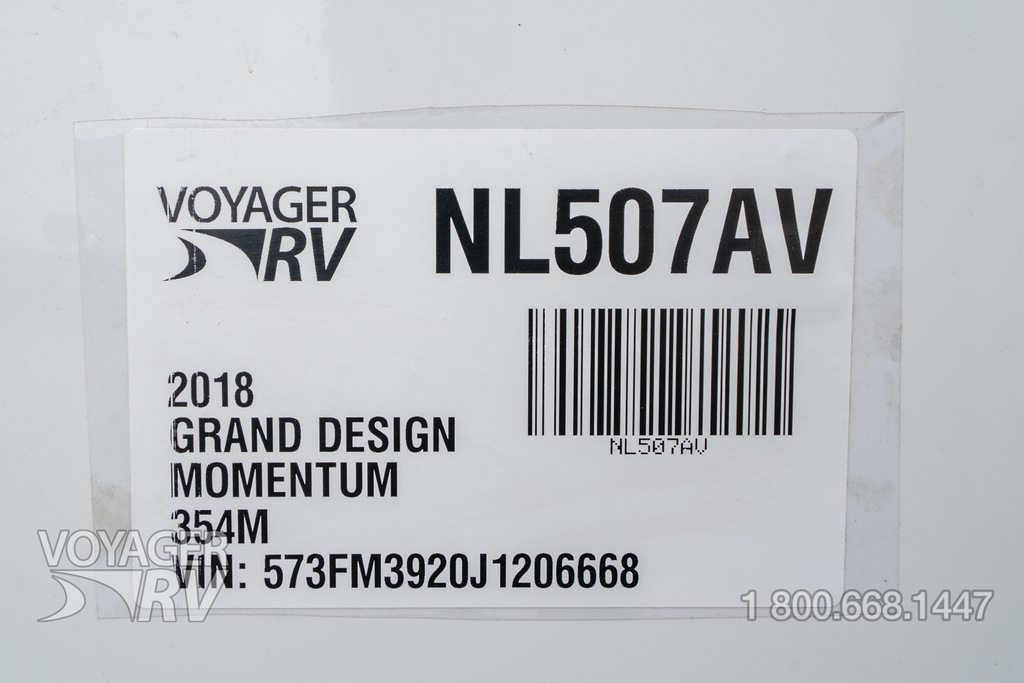 VOYAGER
RV
NL507AV
NL507AV
2018
GRAND DESIGN
MOMENTUM
354M
VIN: 573FM3920J1206668
VOYAGER
RV
1 800.668.1447